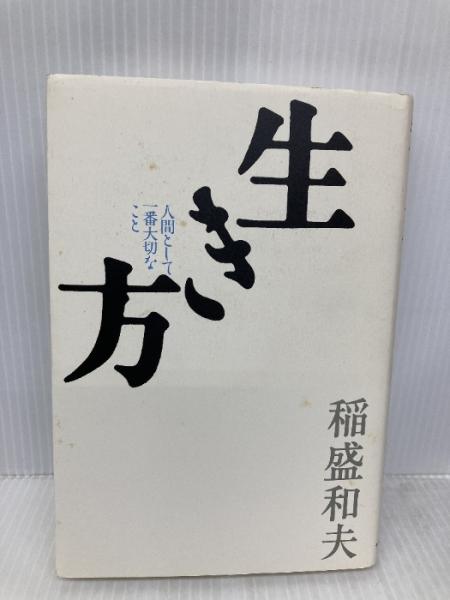 生き方
人間として
一番大切な
こと
稲盛和夫